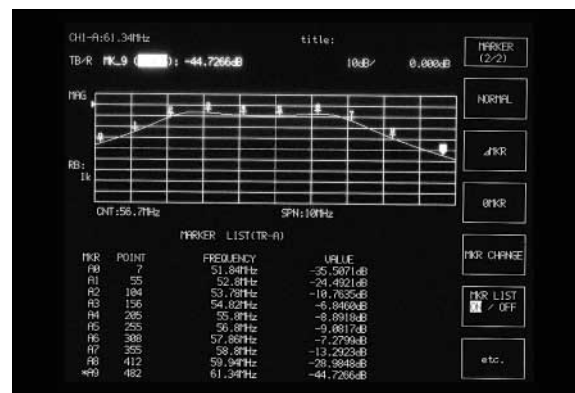 CHI-A:61.34MHz title:
TB/R MK_9 ( ): -44.7266dB 10dB/ 0.000dB
MARKER
(2/2)
MAG
NORMAL
⊿MKR
RB:
1k
0MKR
CNT:56.7MHz SPN:10MHz
MARKER LIST(TR-A)
MKR CHANGE
MKR POINT FREQUENCY VALUE
A0 7 51.84MHz -35.5071dB
A1 55 52.8MHz -24.4921dB
A2 104 53.78MHz -10.7635dB
A3 156 54.82MHz -6.8460dB
A4 205 55.8MHz -8.8918dB
A5 255 56.8MHz -9.0817dB
A6 308 57.86MHz -7.2799dB
A7 355 58.8MHz -13.2923dB
A8 412 59.94MHz -28.9848dB
*A9 482 61.34MHz -44.7266dB
MKR LIST
ON / OFF
etc.